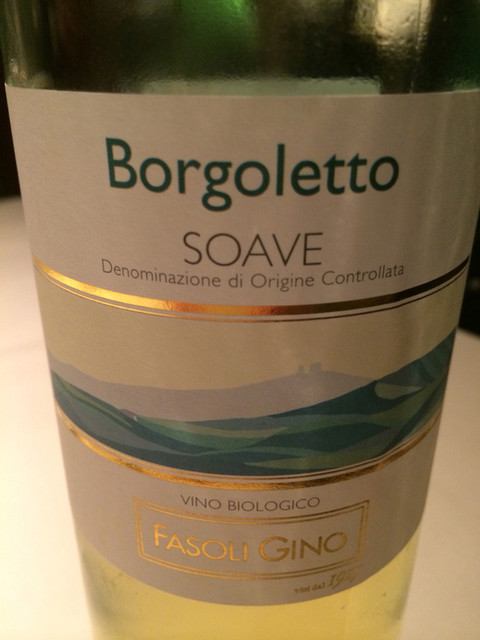 Borgoletto
SOAVE
Denominazione di Origine Controllata
VINO BIOLOGICO
FASOLI GINO